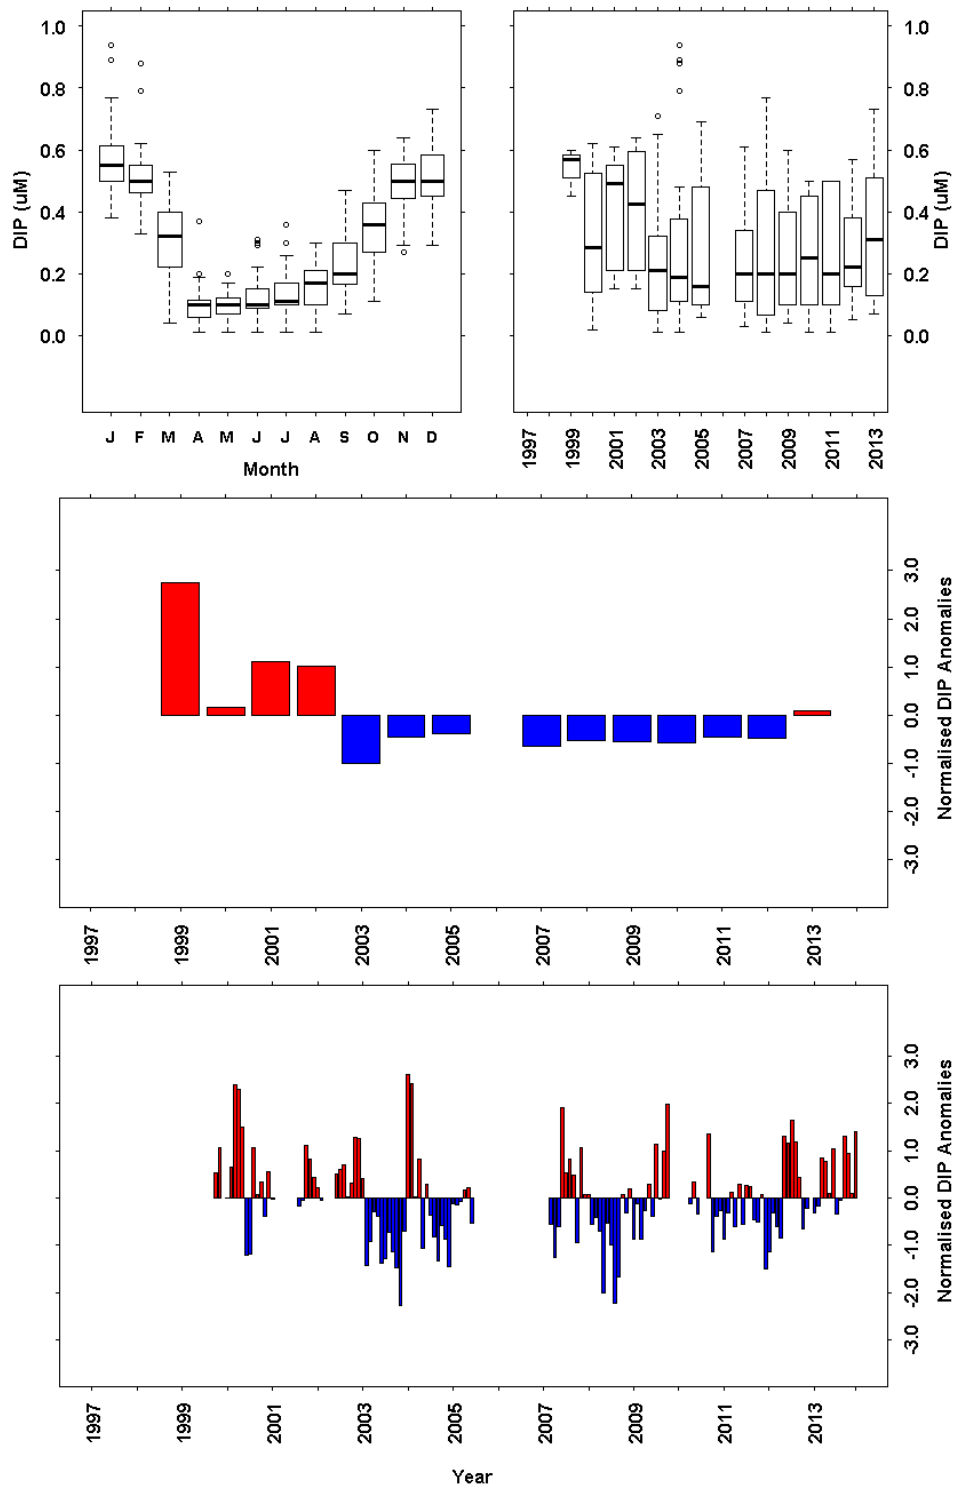 1.0 1.0
0.8 0.8
0.6 0.6
DIP (uM) DIP (uM)
0.4 0.4
0.2 0.2
0.0 0.0
J F M A M J J A S O N D
Month
1997 1999 2001 2003 2005 2007 2009 2011 2013
3.0
2.0
1.0
0.0
-1.0
-2.0
-3.0
Normalised DIP Anomalies
1997 1999 2001 2003 2005 2007 2009 2011 2013
3.0
2.0
1.0
0.0
-1.0
-2.0
-3.0
Normalised DIP Anomalies
1997 1999 2001 2003 2005 2007 2009 2011 2013
Year